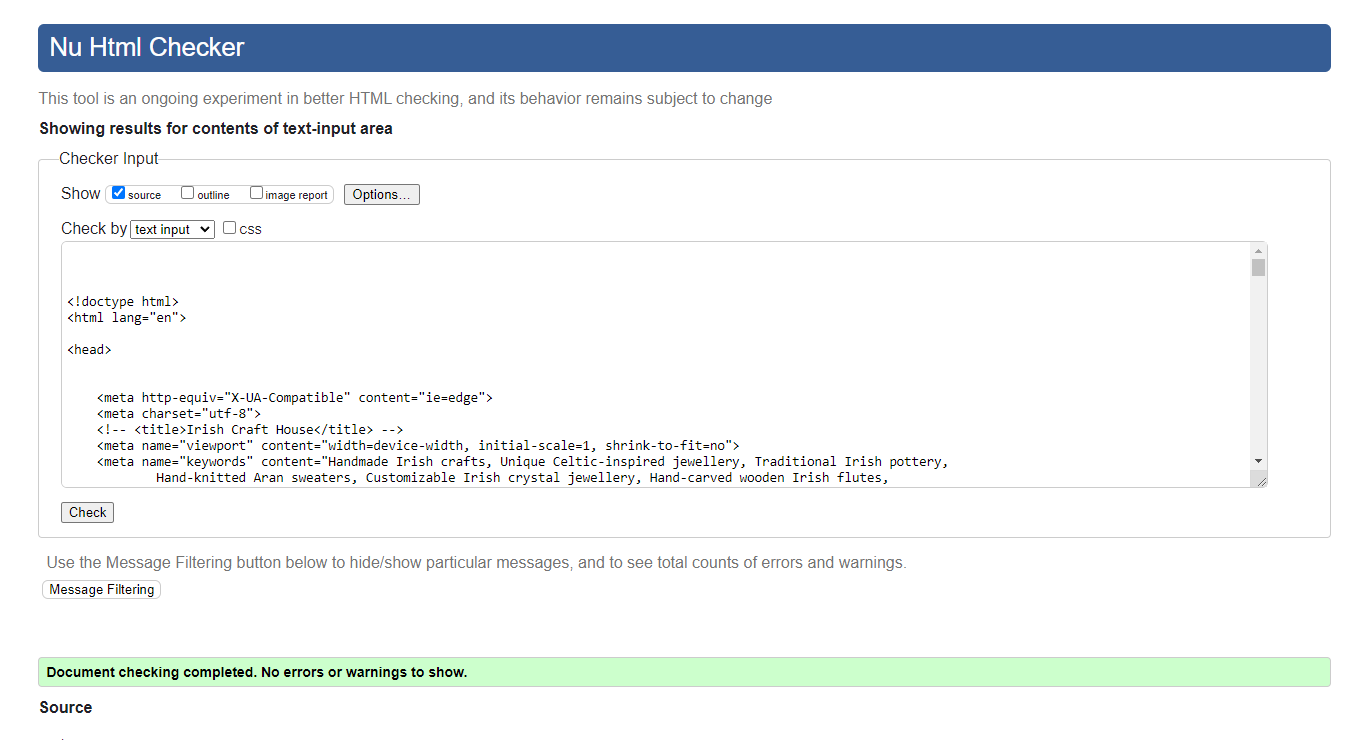 Nu Html Checker
This tool is an ongoing experiment in better HTML checking, and its behavior remains subject to change
Showing results for contents of text-input area
Checker Input
Show source outline image report Options...
Check by text input css
<!doctype html>
<html lang="en">
<head>
<meta http-equiv="X-UA-Compatible" content="ie=edge">
<meta charset="utf-8">
<!-- <title>Irish Craft House</title> -->
<meta name="viewport" content="width=device-width, initial-scale=1, shrink-to-fit=no">
<meta name="keywords" content="Handmade Irish crafts, Unique Celtic-inspired jewellery, Traditional Irish pottery,
Hand-knitted Aran sweaters, Customizable Irish crystal jewellery, Hand-carved wooden Irish flutes,
Check
Use the Message Filtering button below to hide/show particular messages, and to see total counts of errors and warnings.
Message Filtering
Document checking completed. No errors or warnings to show.
Source